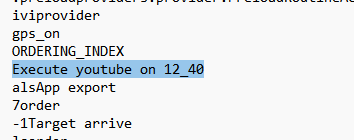 iviprovider
gps_on
ORDERING_INDEX
Execute youtube on 12_40
alsApp export
7order
-1Target arrive